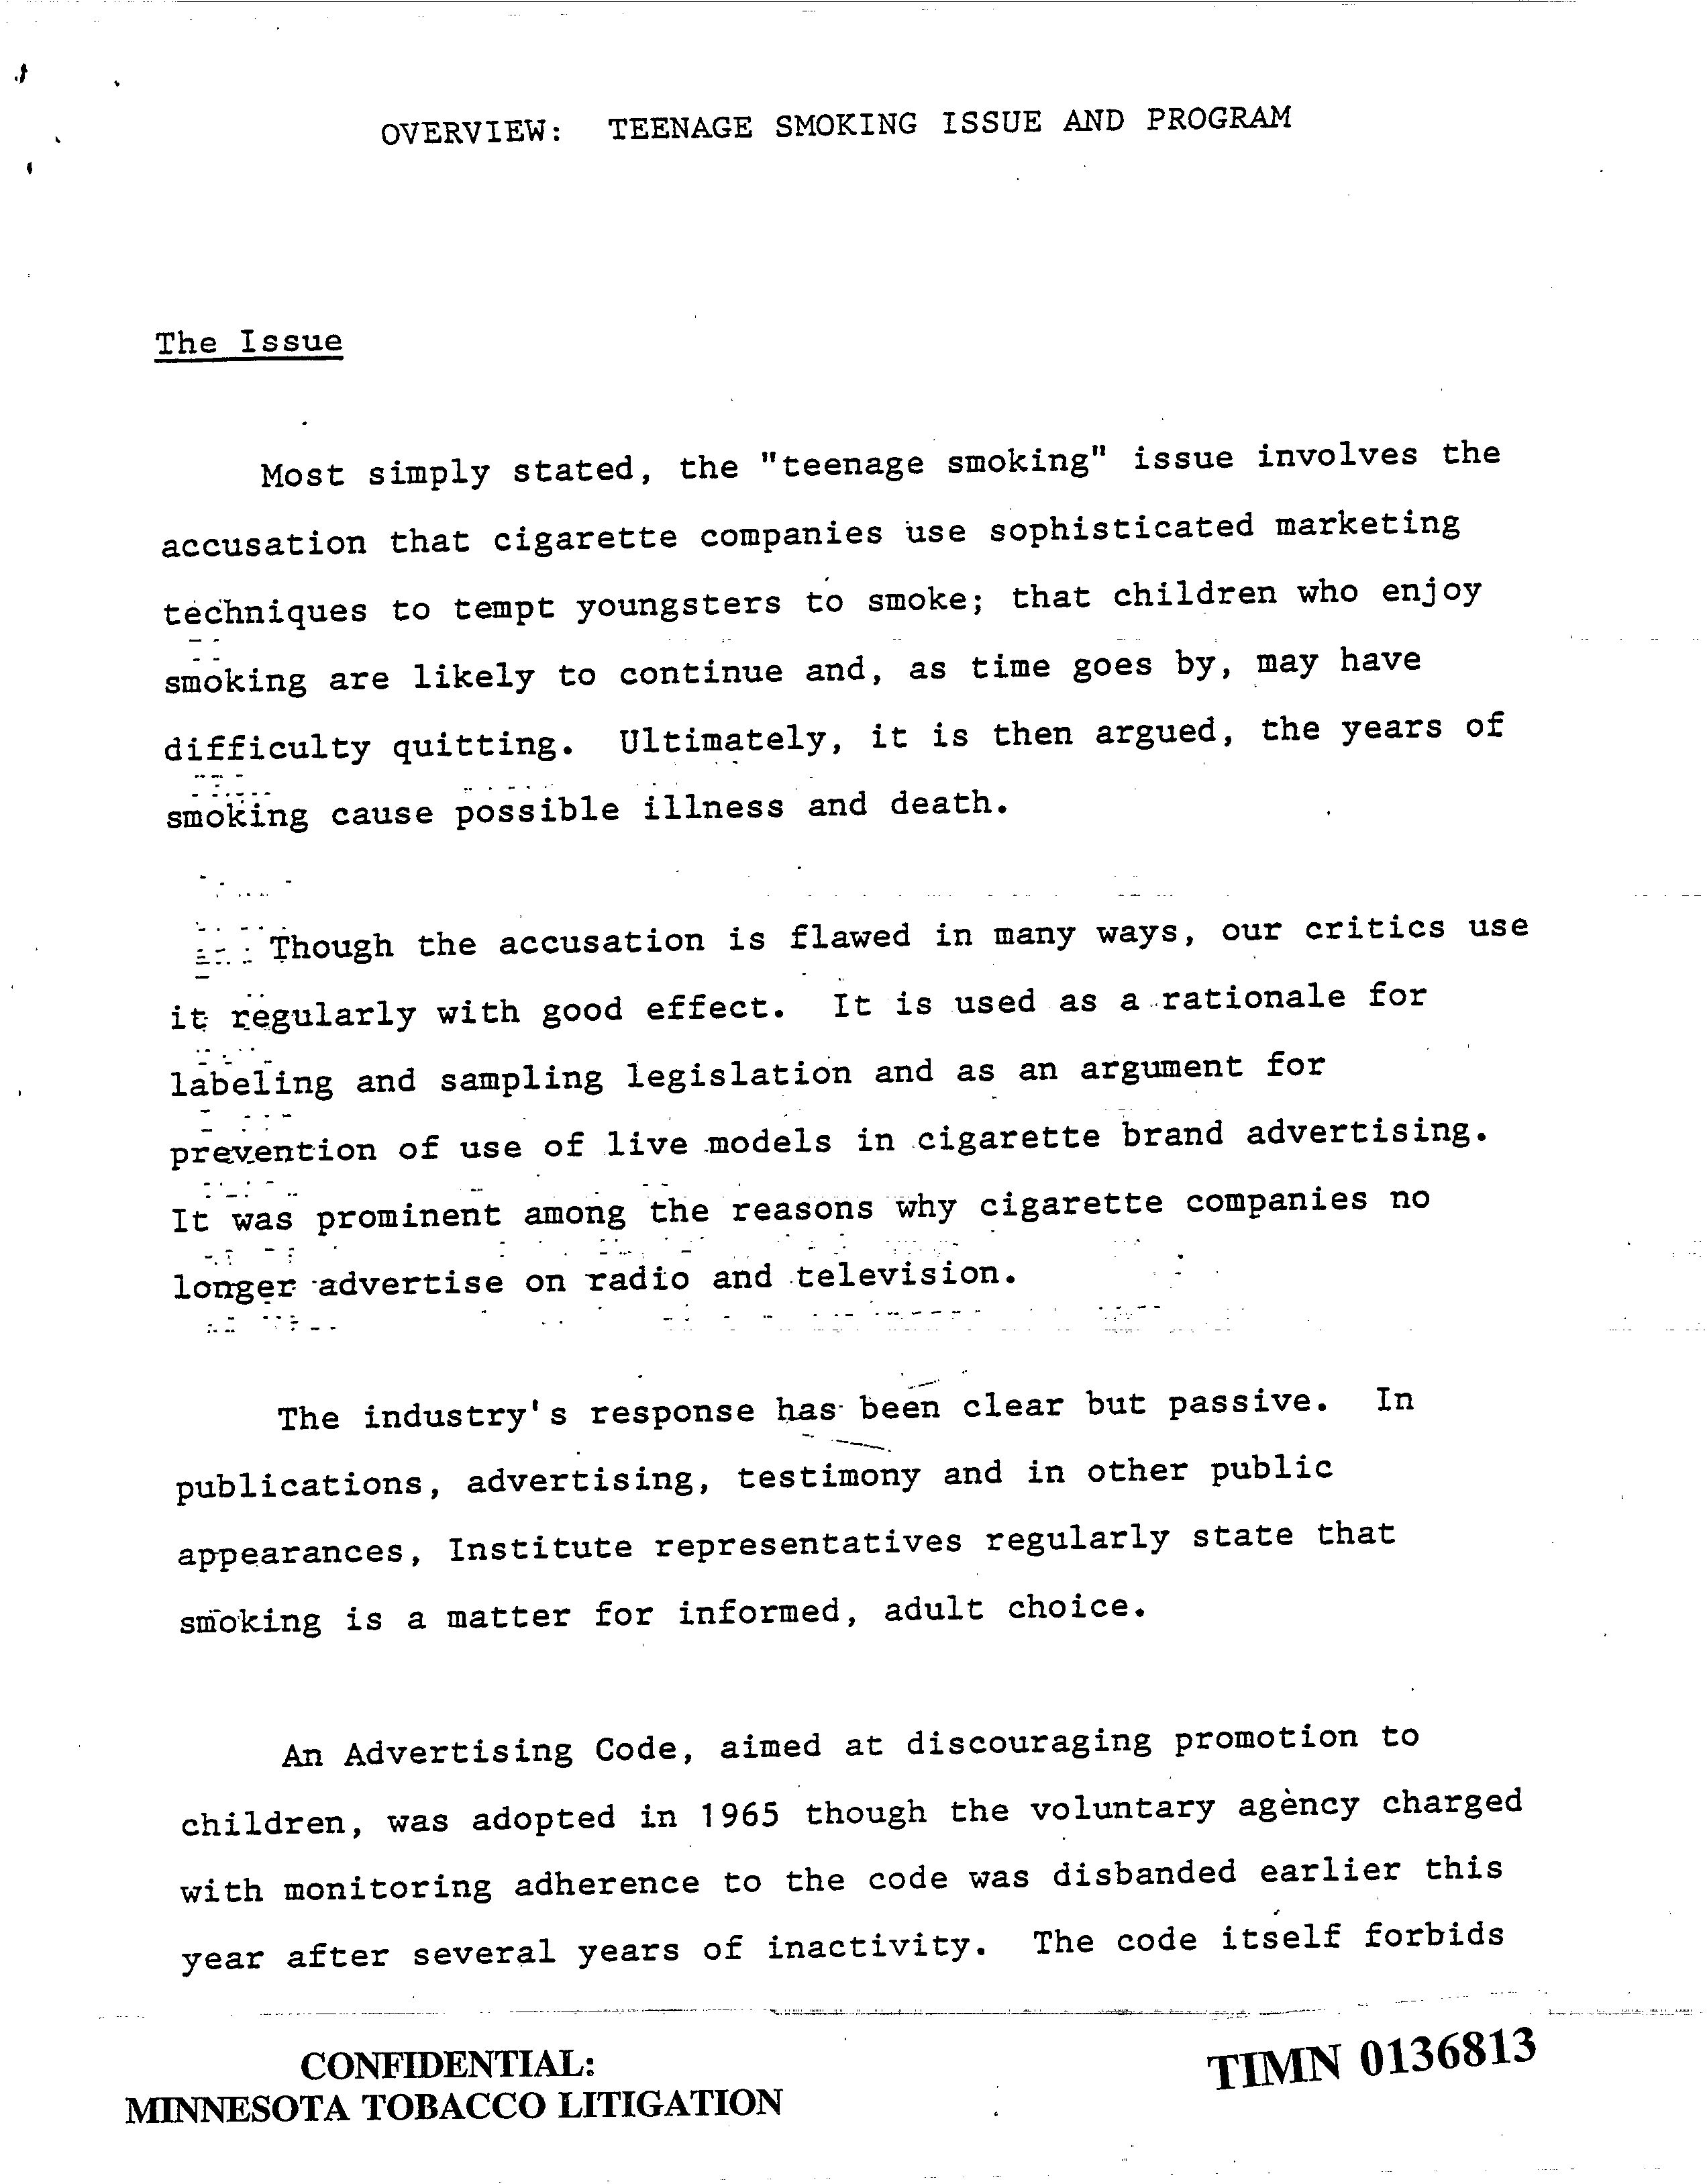 OVERVIEW: TEENAGE SMOKING ISSUE AND PROGRAM
The Issue
Most simply stated, the "teenage smoking" issue involves the
accusation that cigarette companies use sophisticated marketing
techniques to tempt youngsters to smoke; that children who enjoy
smoking are likely to continue and, as time goes by, may have
difficulty quitting. Ultimately, it is then argued, the years of
smoking cause possible illness and death.
Though the accusation is flawed in many ways, our critics use
it regularly with good effect. It is used as a rationale for
labeling and sampling legislation and as an argument for
prevention of use of live models in cigarette brand advertising.
It was prominent among the reasons why cigarette companies no
longer advertise on radio and television.
The industry's response has been clear but passive. In
publications, advertising, testimony and in other public
appearances, Institute representatives regularly state that
smoking is a matter for informed, adult choice.
An Advertising Code, aimed at discouraging promotion to
children, was adopted in 1965 though the voluntary agency charged
with monitoring adherence to the code was disbanded earlier this
year after several years of inactivity. The code itself forbids
CONFIDENTIAL:
MINNESOTA TOBACCO LITIGATION
TIMN 0136813